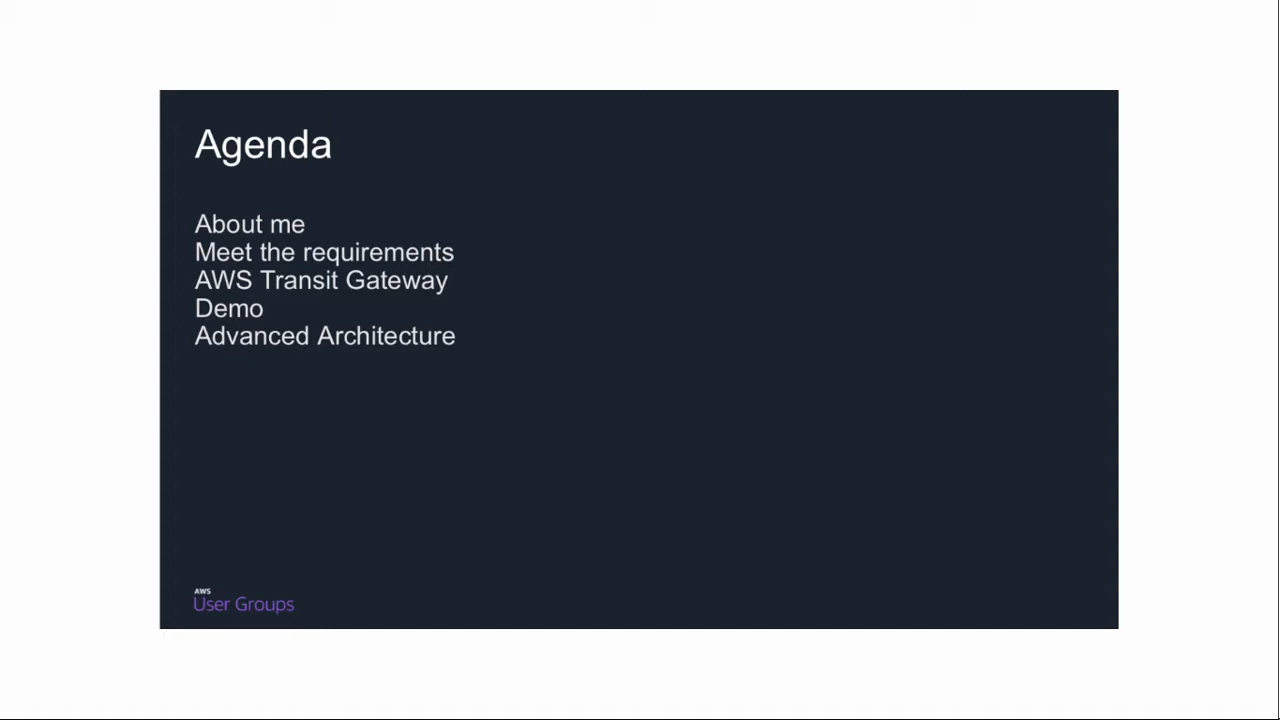 Agenda
About me
Meet the requirements
AWS Transit Gateway
Demo
Advanced Architecture
AWS
User Groups